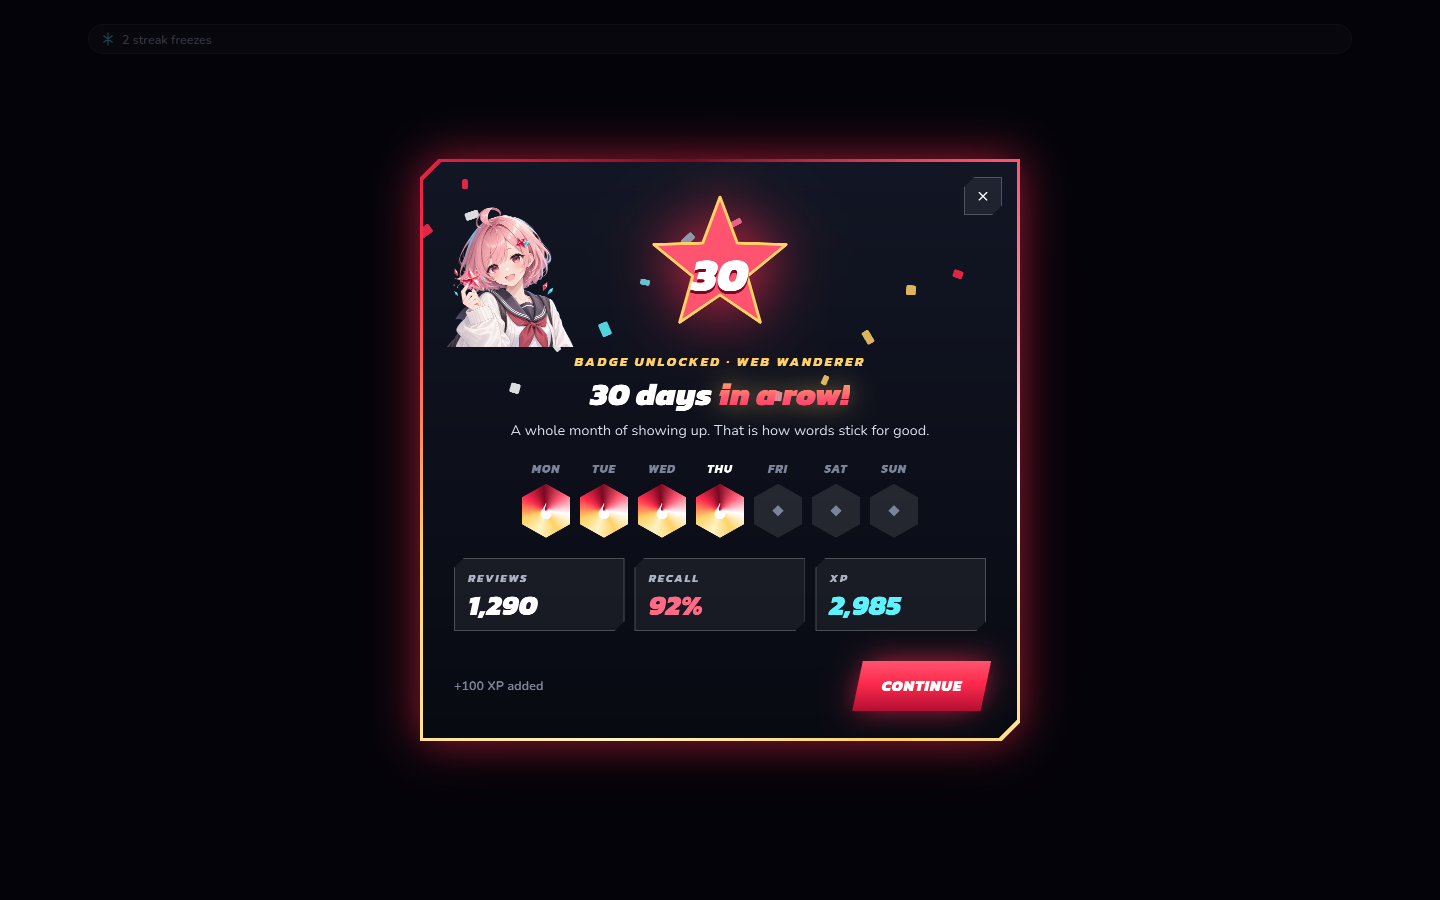 2 streak freezes
×
30
BADGE UNLOCKED · WEB WANDERER
30 days in a row!
A whole month of showing up. That is how words stick for good.
MON TUE WED THU FRI SAT SUN
REVIEWS RECALL XP
1,290 92% 2,985
+100 XP added
CONTINUE